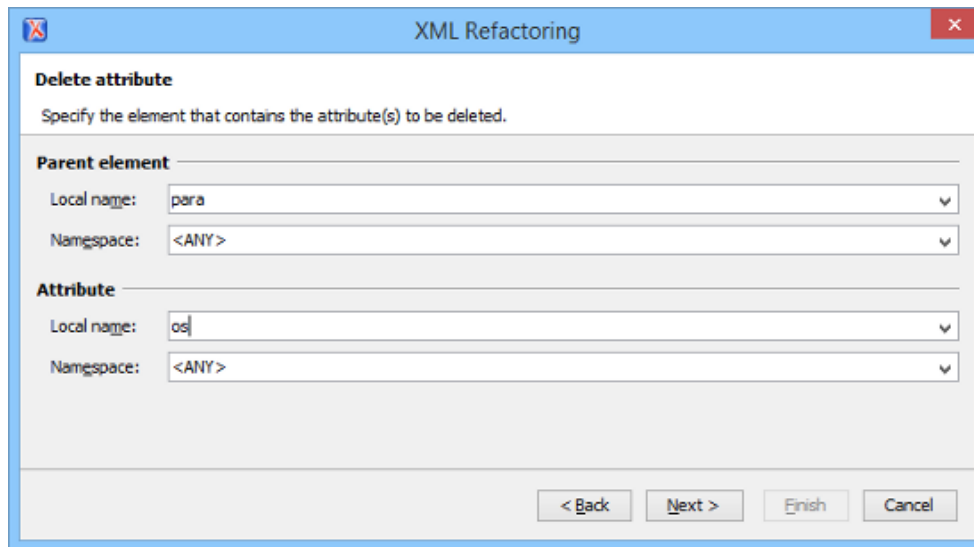 XML Refactoring
Delete attribute
Specify the element that contains the attribute(s) to be deleted.
Parent element
Local name: para
Namespace: <ANY>
Attribute
Local name: os
Namespace: <ANY>
< Back Next > Finish Cancel